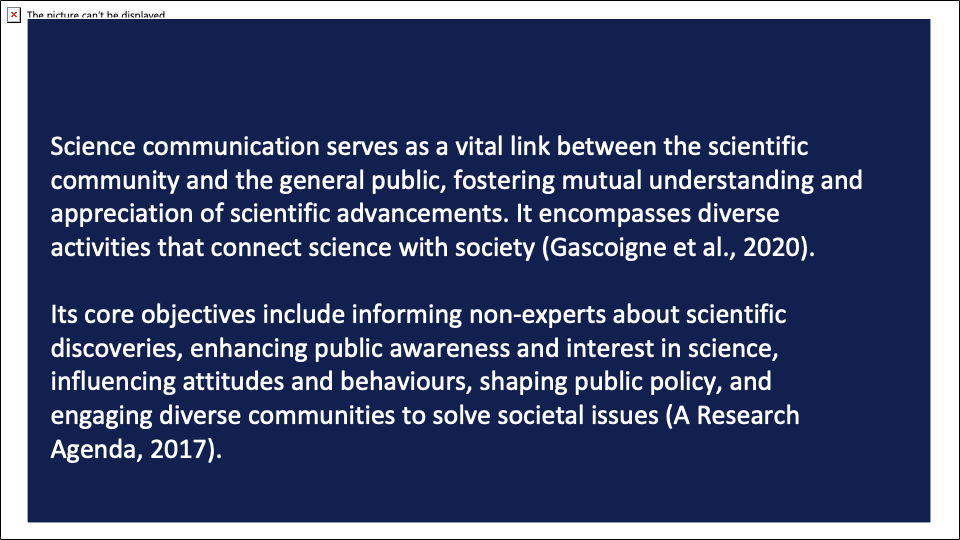 The picture can't be displayed.
Science communication serves as a vital link between the scientific
community and the general public, fostering mutual understanding and
appreciation of scientific advancements. It encompasses diverse
activities that connect science with society (Gascoigne et al., 2020).
Its core objectives include informing non-experts about scientific
discoveries, enhancing public awareness and interest in science,
influencing attitudes and behaviours, shaping public policy, and
engaging diverse communities to solve societal issues (A Research
Agenda, 2017).